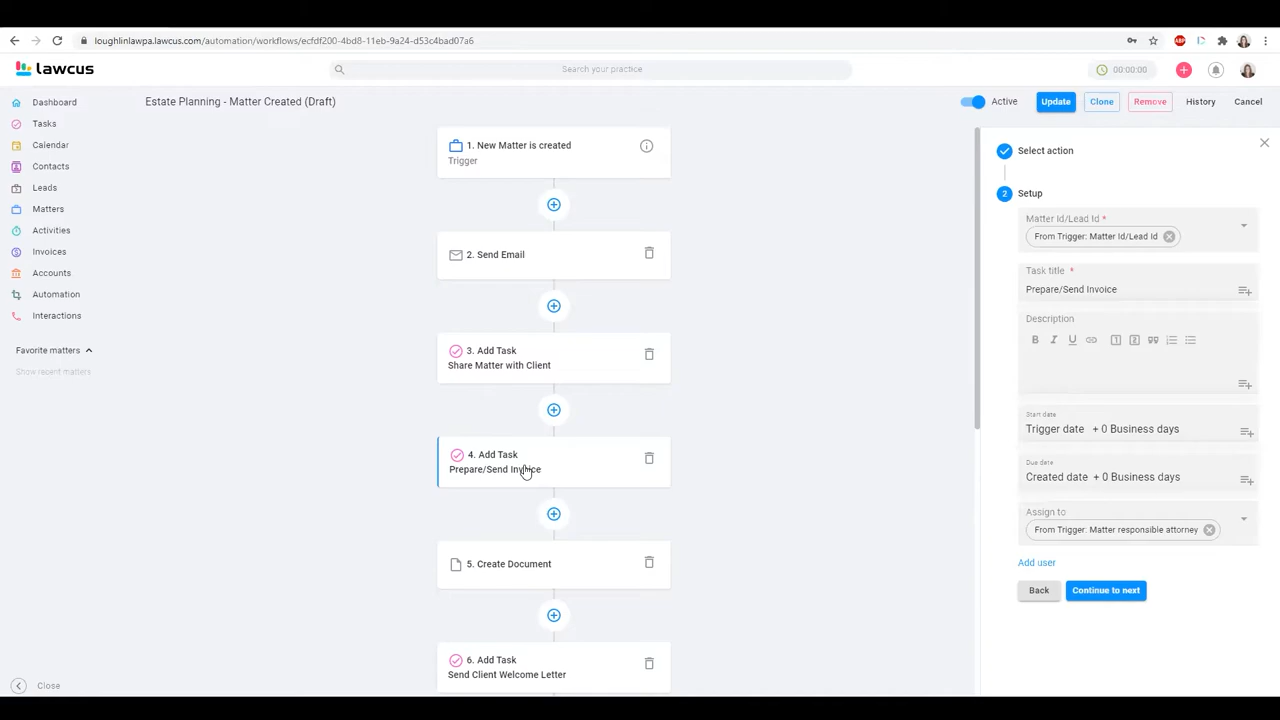 loughlinlawpa.lawcus.com/automation/workflows/ecfdf200-4bd8-11eb-9a24-d53c4bad07a6
ABP
lawcus
Search your practice
00:00:00
Dashboard
Tasks
Calendar
Contacts
Leads
Matters
Activities
Invoices
Accounts
Automation
Interactions
Favorite matters
Show recent matters
Close
Estate Planning - Matter Created (Draft)
Active
Update
Clone
Remove
History
Cancel
1. New Matter is created
Trigger
2. Send Email
3. Add Task
Share Matter with Client
4. Add Task
Prepare/Send Invoice
5. Create Document
6. Add Task
Send Client Welcome Letter
Select action
2 Setup
Matter Id/Lead Id *
From Trigger: Matter Id/Lead Id
Task title *
Prepare/Send Invoice
Description
B I U 1 2
Start date
Trigger date + 0 Business days
Due date
Created date + 0 Business days
Assign to
From Trigger: Matter responsible attorney
Add user
Back
Continue to next